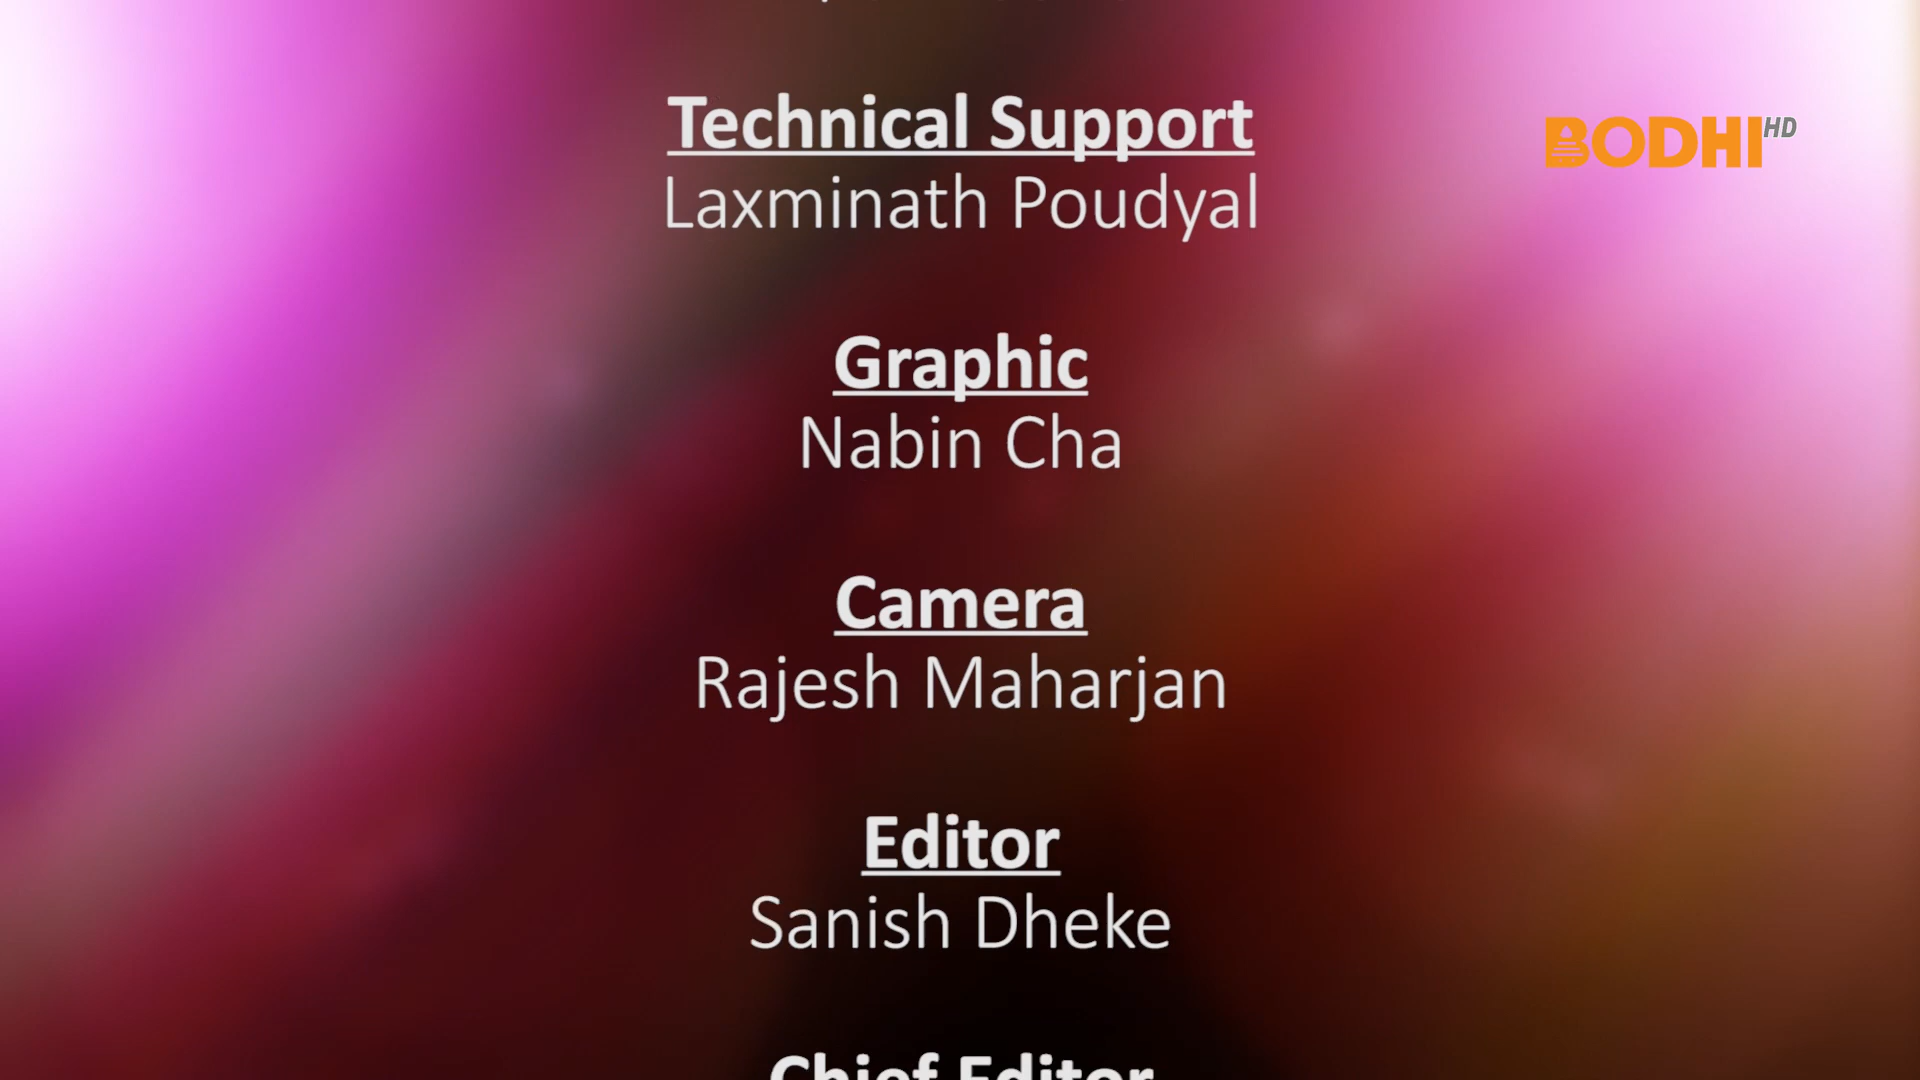 Technical Support
Laxminath Poudyal
BODHI HD
Graphic
Nabin Cha
Camera
Rajesh Maharjan
Editor
Sanish Dheke
Chief Editor